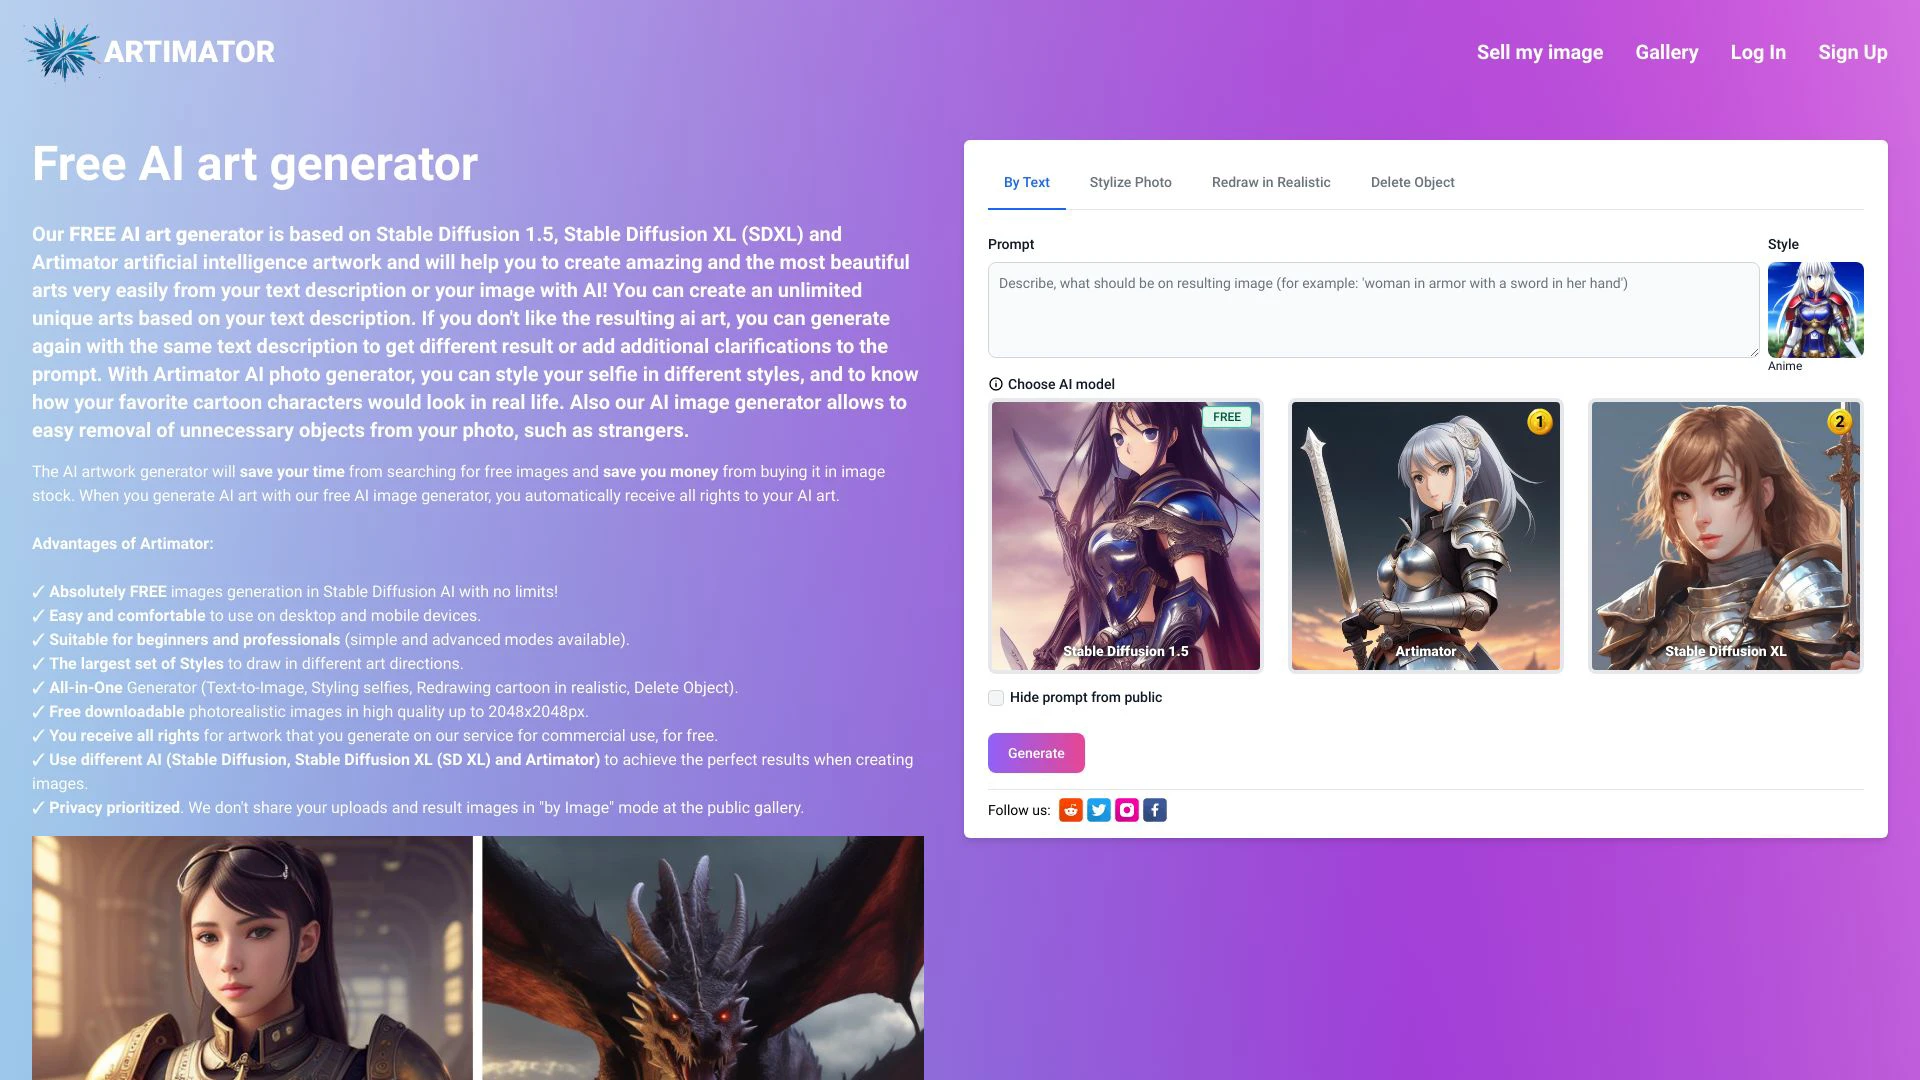 ARTIMATOR
Sell my image
Gallery
Log In
Sign Up
Free AI art generator
Our FREE AI art generator is based on Stable Diffusion 1.5, Stable Diffusion XL (SDXL) and
Artimator artificial intelligence artwork and will help you to create amazing and the most beautiful
arts very easily from your text description or your image with AI! You can create an unlimited
unique arts based on your text description. If you don't like the resulting ai art, you can generate
again with the same text description to get different result or add additional clarifications to the
prompt. With Artimator AI photo generator, you can style your selfie in different styles, and to know
how your favorite cartoon characters would look in real life. Also our AI image generator allows to
easy removal of unnecessary objects from your photo, such as strangers.
The AI artwork generator will save your time from searching for free images and save you money from buying it in image
stock. When you generate AI art with our free AI image generator, you automatically receive all rights to your AI art.
Advantages of Artimator:
✓ Absolutely FREE images generation in Stable Diffusion AI with no limits!
✓ Easy and comfortable to use on desktop and mobile devices.
✓ Suitable for beginners and professionals (simple and advanced modes available).
✓ The largest set of Styles to draw in different art directions.
✓ All-in-One Generator (Text-to-Image, Styling selfies, Redrawing cartoon in realistic, Delete Object).
✓ Free downloadable photorealistic images in high quality up to 2048x2048px.
✓ You receive all rights for artwork that you generate on our service for commercial use, for free.
✓ Use different AI (Stable Diffusion, Stable Diffusion XL (SD XL) and Artimator) to achieve the perfect results when creating
images.
✓ Privacy prioritized. We don't share your uploads and result images in "by Image" mode at the public gallery.
By Text
Stylize Photo
Redraw in Realistic
Delete Object
Prompt
Style
Describe, what should be on resulting image (for example: 'woman in armor with a sword in her hand')
Anime
Choose AI model
FREE
1
2
Stable Diffusion 1.5
Artimator
Stable Diffusion XL
Hide prompt from public
Generate
Follow us: